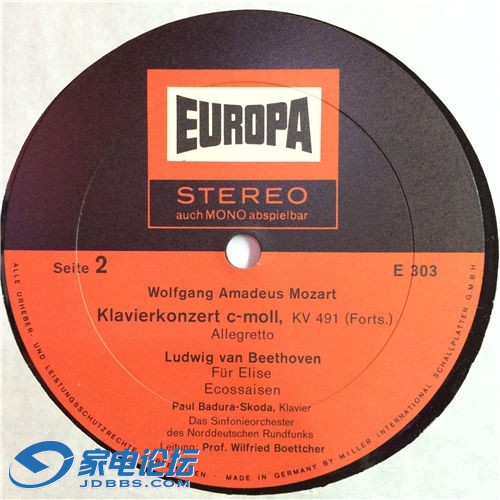 EUROPA
STEREO
auch MONO abspielbar
Seite 2
E 303
Wolfgang Amadeus Mozart
Klavierkonzert c-moll, KV 491 (Forts.)
Allegretto
Ludwig van Beethoven
Für Elise
Ecossaisen
Paul Badura-Skoda, Klavier
Das Sinfonieorchester
des Norddeutschen Rundfunks
Leitung: Prof. Wilfried Boettcher
ALLE URHEBER- UND LEISTUNGSSCHUTZRECHTE
MADE IN GERMANY BY MILLER INTERNATIONAL SCHALLPLATTEN G.M.B.H
家电论坛
JDBBS.COM